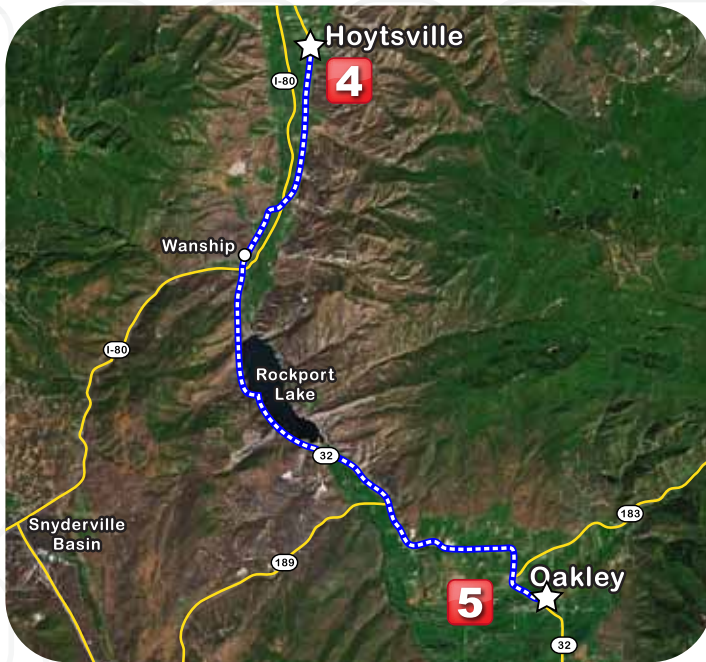 Hoytsville
I-80
4
Wanship
I-80
Rockport
Lake
32
183
Snyderville
Basin
189
Oakley
5
32